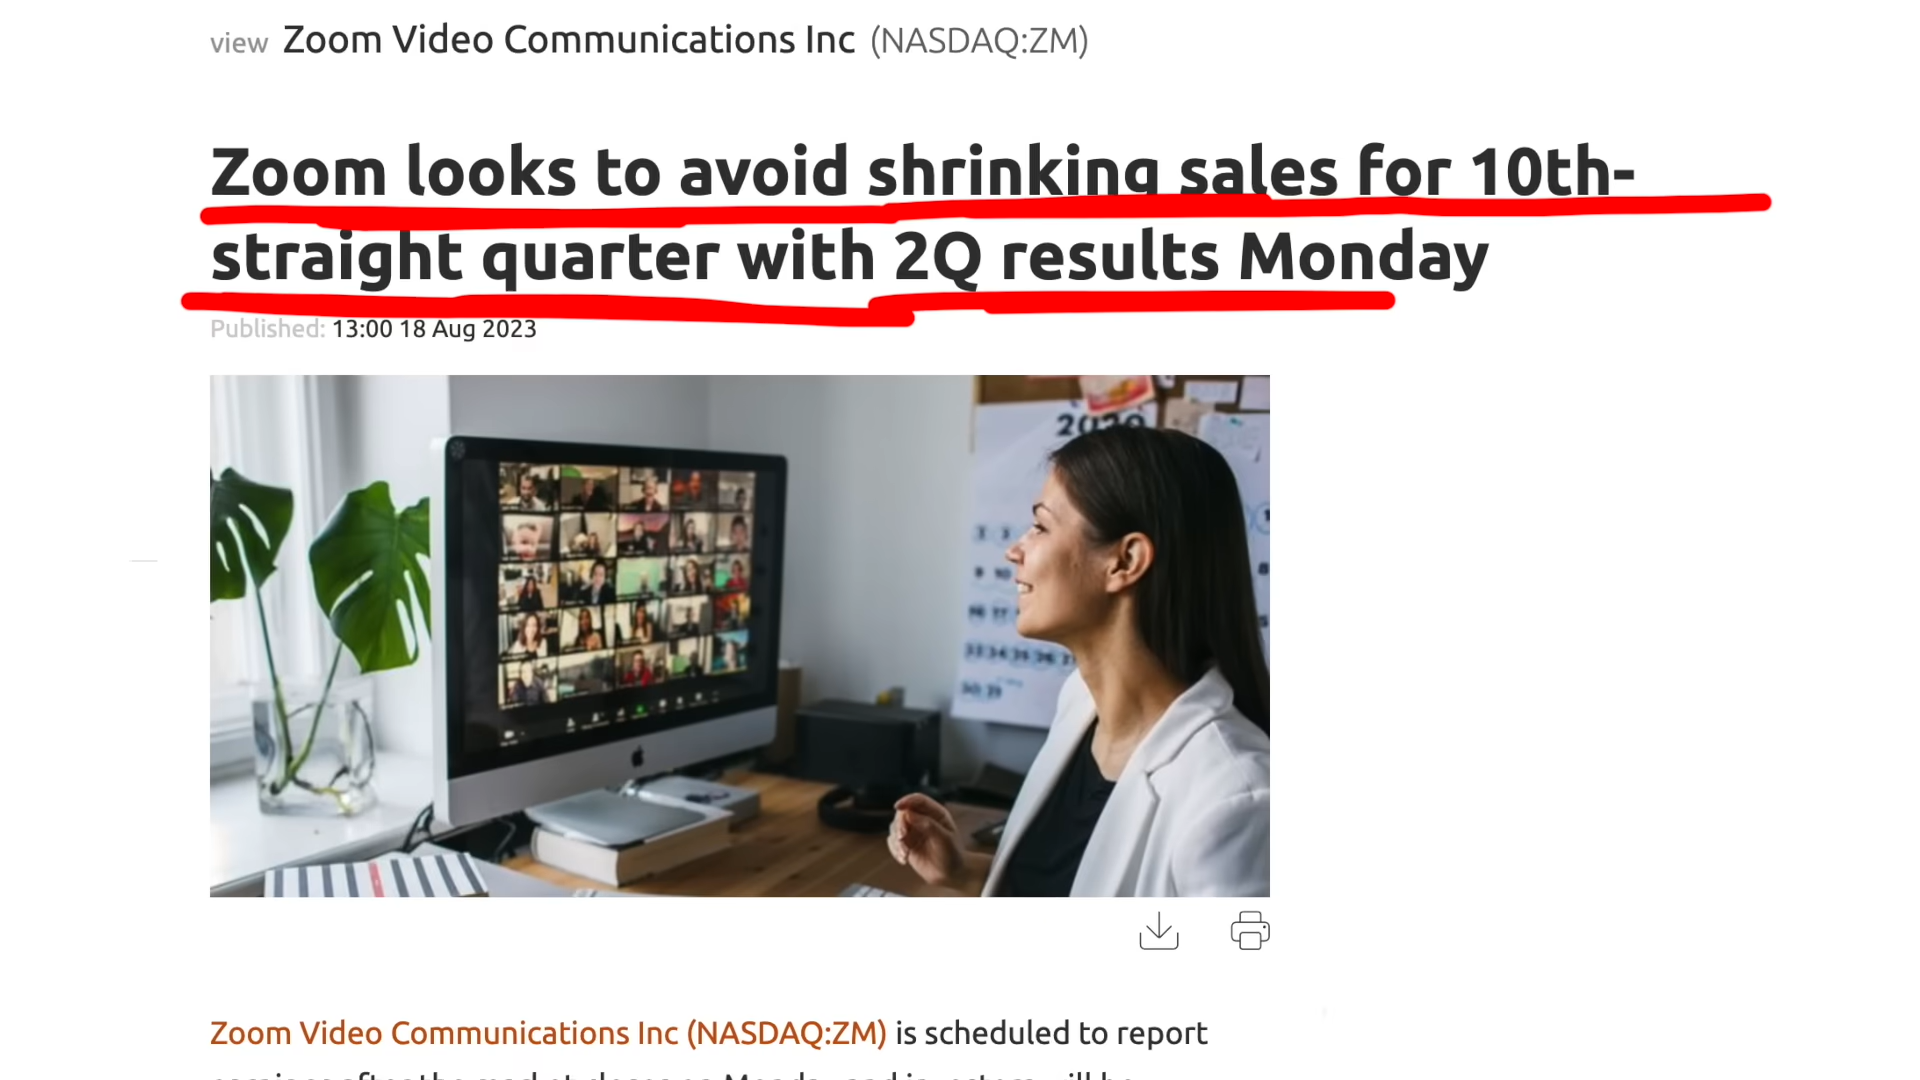 view Zoom Video Communications Inc (NASDAQ:ZM)
Zoom looks to avoid shrinking sales for 10th-
straight quarter with 2Q results Monday
Published: 13:00 18 Aug 2023
2020
Zoom Video Communications Inc (NASDAQ:ZM) is scheduled to report